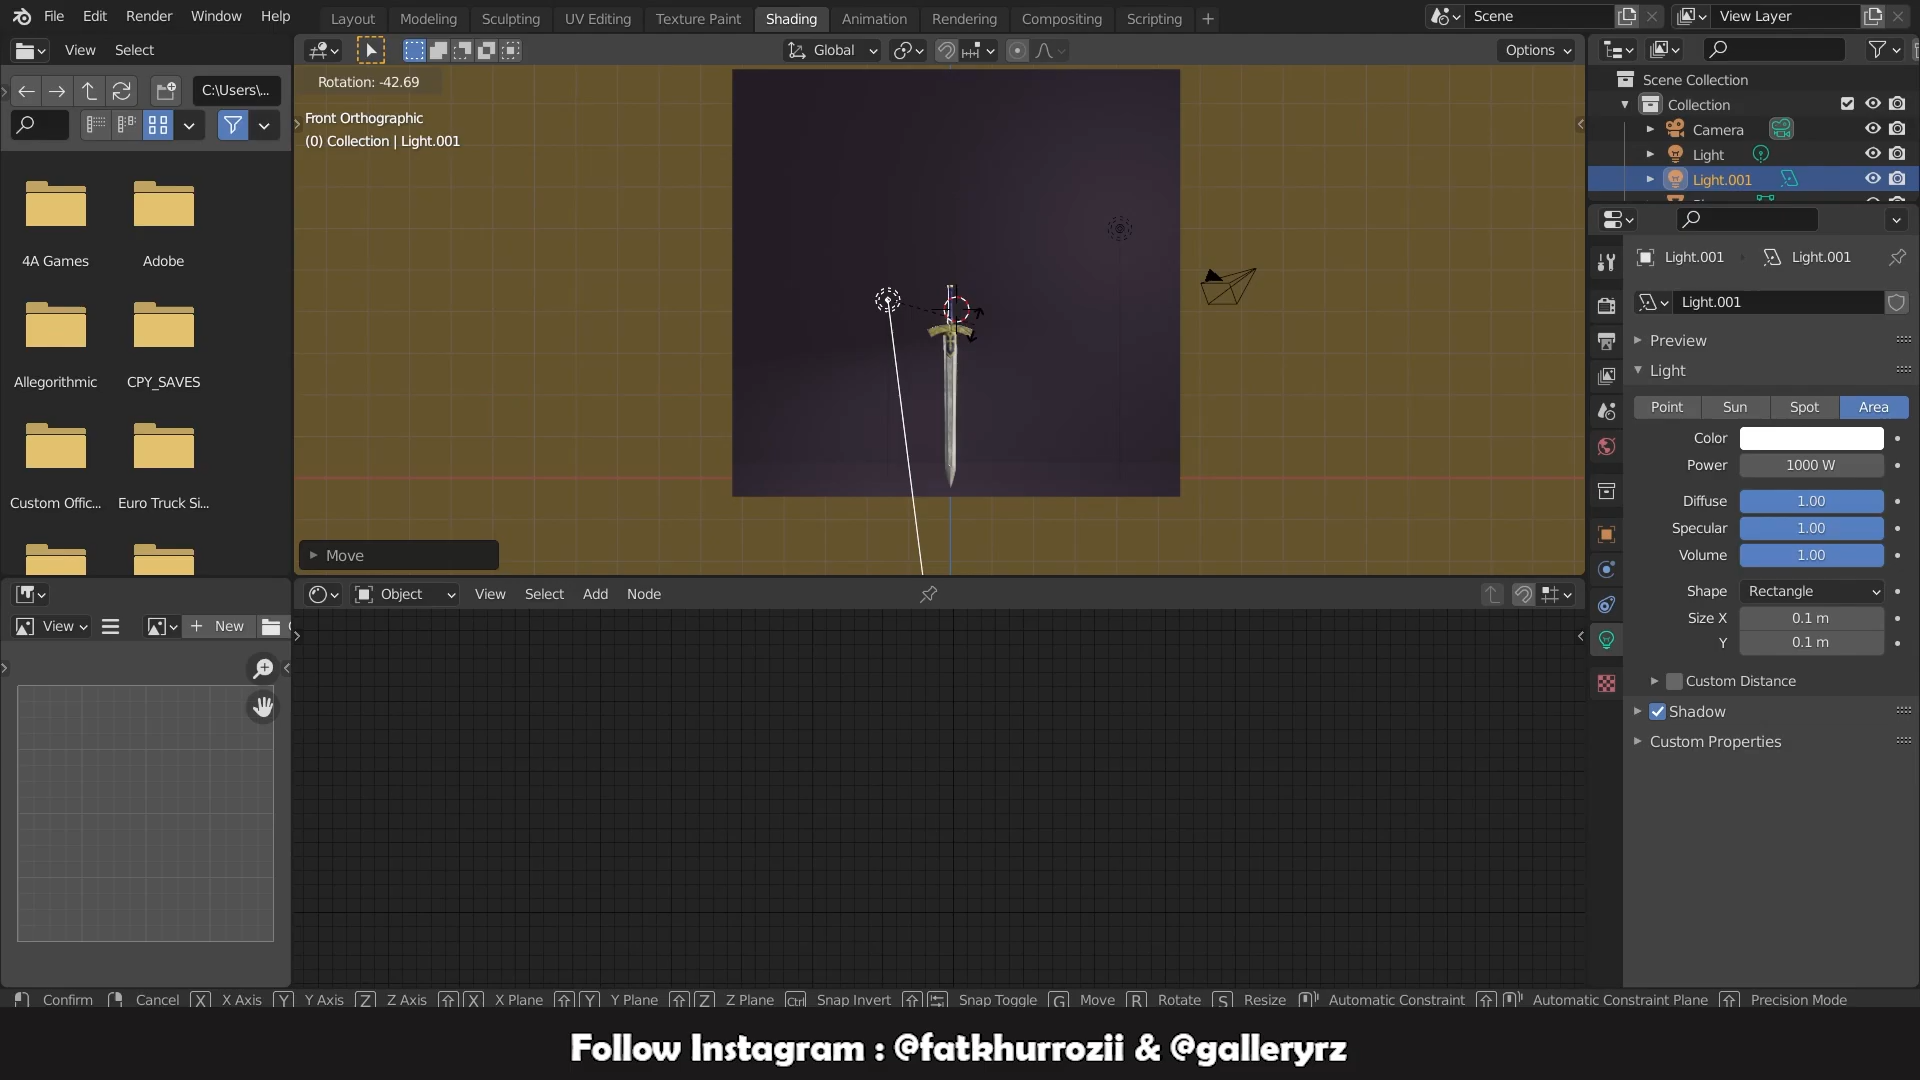 File Edit Render Window Help Layout Modeling Sculpting UV Editing Texture Paint Shading Animation Rendering Compositing Scripting + Scene View Layer
View Select Global Options
C:\Users\...
Rotation: -42.69
Front Orthographic
(0) Collection | Light.001
4A Games Adobe
Allegorithmic CPY_SAVES
Custom Offic... Euro Truck Si...
Move
Scene Collection
Collection
Camera
Light
Light.001
Light.001 Light.001
Light.001
Preview
Light
Point Sun Spot Area
Color
Power 1000 W
Diffuse 1.00
Specular 1.00
Volume 1.00
Shape Rectangle
Size X 0.1 m
Y 0.1 m
Custom Distance
Shadow
Custom Properties
Object View Select Add Node
View New
Confirm Cancel X X Axis Y Y Axis Z Z Axis X X Plane Y Y Plane Z Z Plane Ctrl Snap Invert Snap Toggle G Move R Rotate S Resize Automatic Constraint Automatic Constraint Plane Precision Mode
Follow Instagram : @fatkhurrozii & @galleryrz